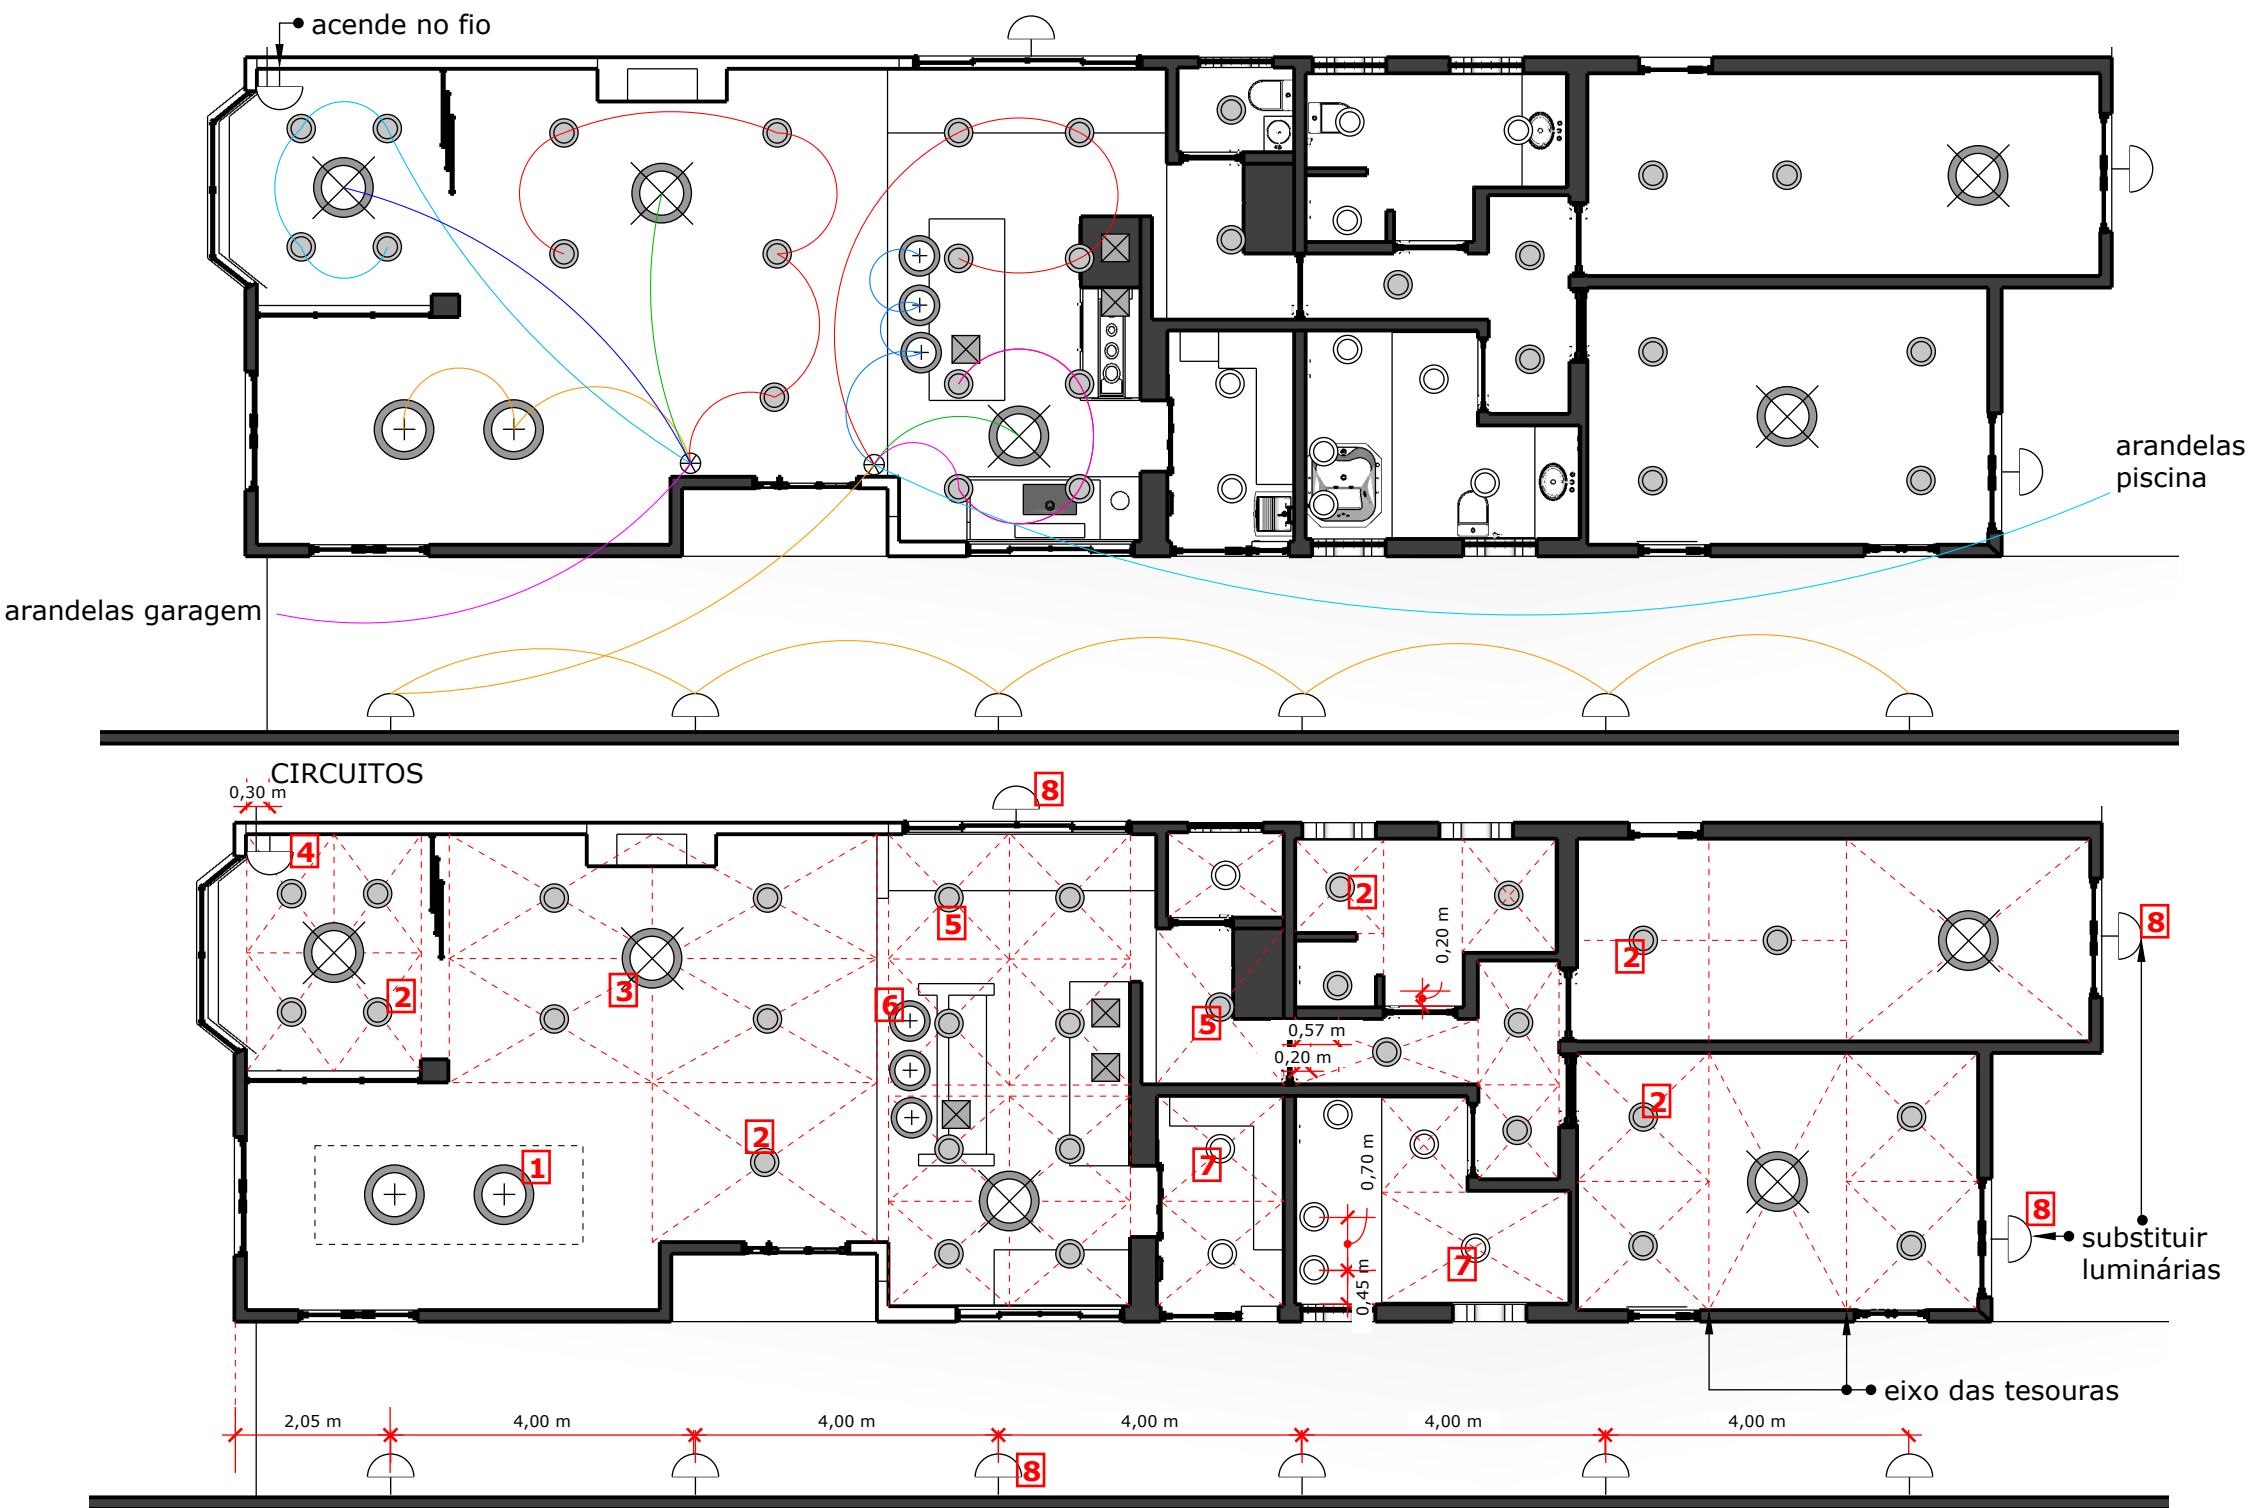 acende no fio
arandelas
piscina
arandelas garagem
CIRCUITOS
0,30 m
8
4
2
5
2
3
6
5
0,20 m
0,57 m
0,20 m
2
8
2
2
1
7
0,70 m
7
0,45 m
2
8
substituir
luminárias
eixo das tesouras
2,05 m
4,00 m
4,00 m
4,00 m
4,00 m
4,00 m
8